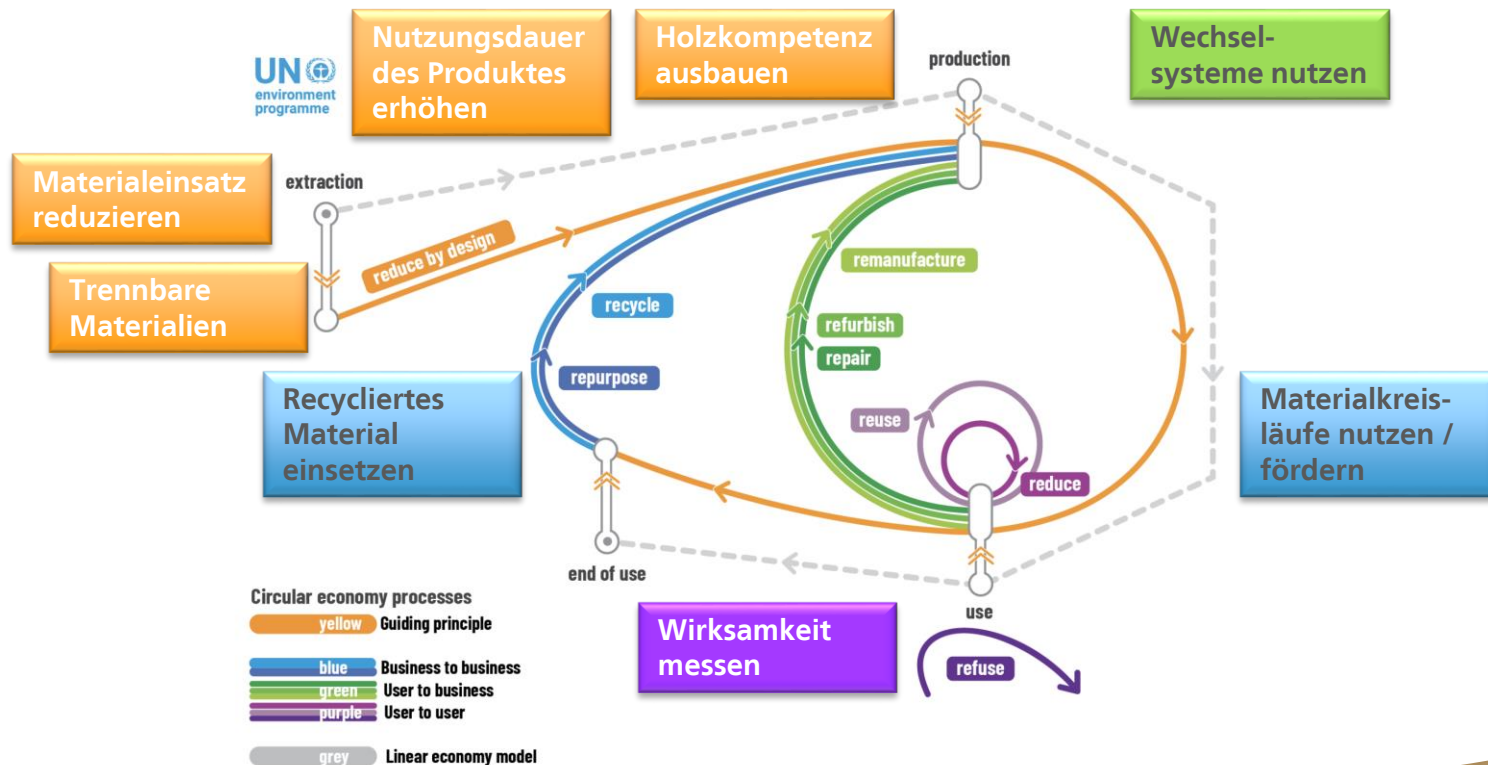 Nutzungsdauer
des Produktes
erhöhen
Holzkompetenz
ausbauen
Wechsel-
systeme nutzen
UN
environment
programme
production
Materialeinsatz
reduzieren
extraction
reduce by design
Trennbare
Materialien
remanufacture
recycle
refurbish
repair
repurpose
Recycliertes
Material
einsetzen
reuse
reduce
Materialkreis-
läufe nutzen /
fördern
end of use
use
Wirksamkeit
messen
refuse
Circular economy processes
yellow Guiding principle
blue Business to business
green User to business
purple User to user
grey Linear economy model